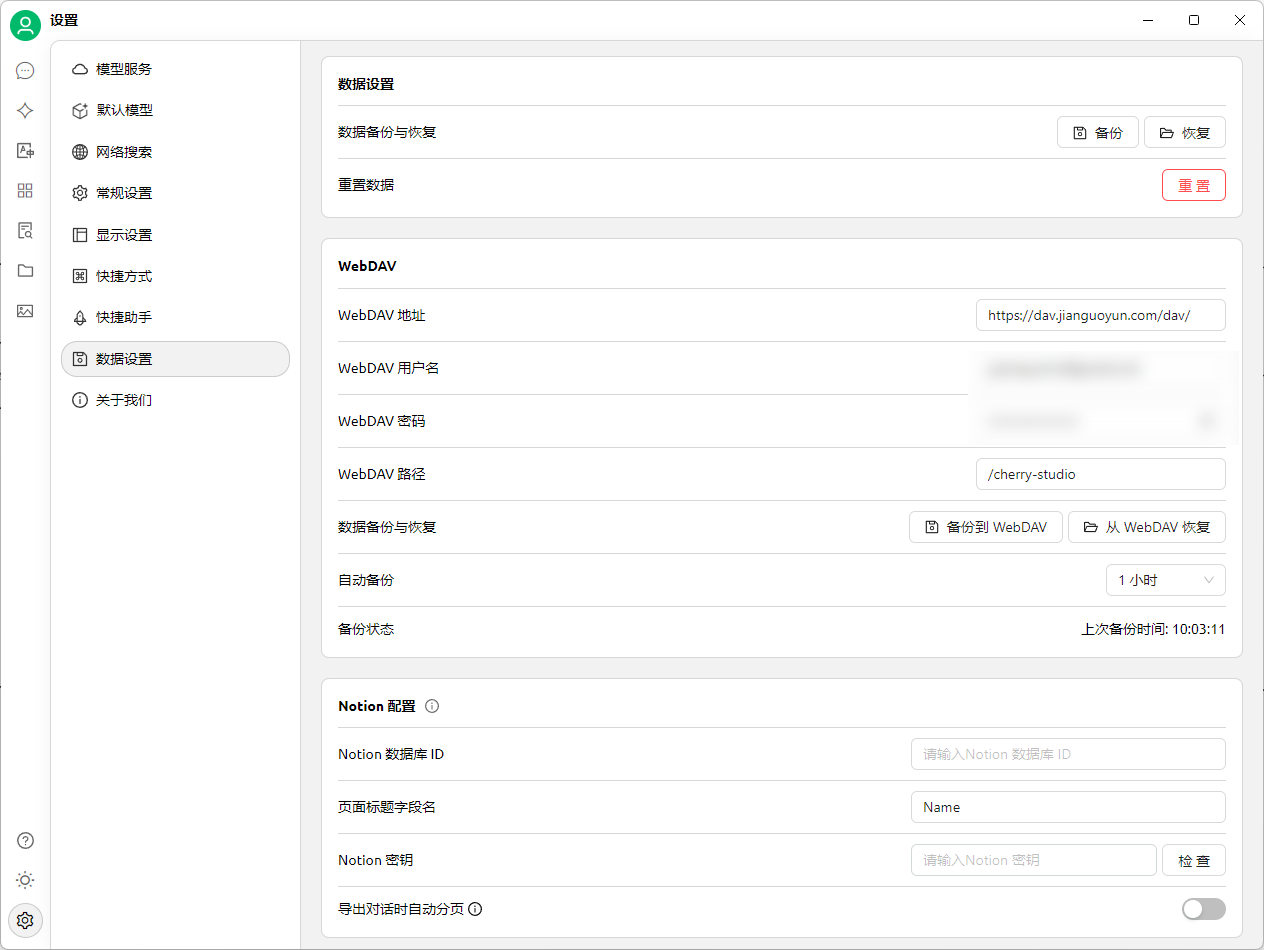 设置
模型服务
默认模型
网络搜索
常规设置
显示设置
快捷方式
快捷助手
数据设置
关于我们
数据设置
数据备份与恢复
备份
恢复
重置数据
重 置
WebDAV
WebDAV 地址
https://dav.jianguoyun.com/dav/
WebDAV 用户名
WebDAV 密码
WebDAV 路径
/cherry-studio
数据备份与恢复
备份到 WebDAV
从 WebDAV 恢复
自动备份
1 小时
备份状态
上次备份时间: 10:03:11
Notion 配置
Notion 数据库 ID
请输入Notion 数据库 ID
页面标题字段名
Name
Notion 密钥
请输入Notion 密钥
检 查
导出对话时自动分页